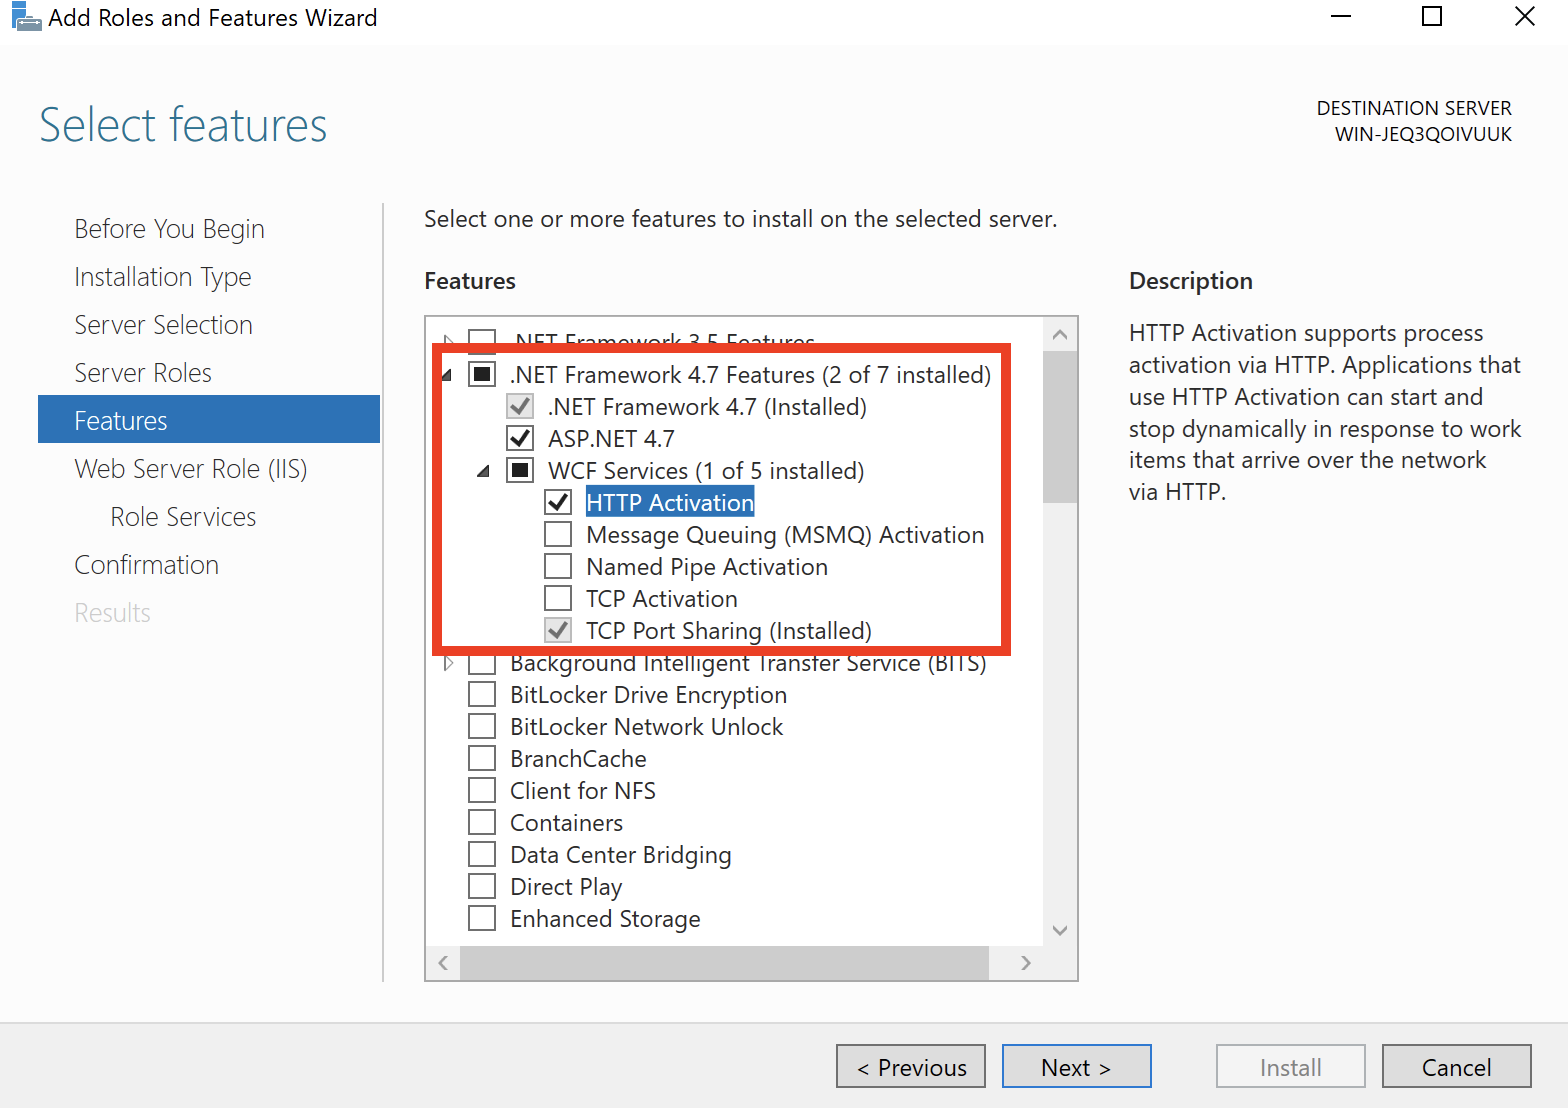 Add Roles and Features Wizard
Select features
DESTINATION SERVER
WIN-JEQ3QOIVUUK
Before You Begin
Installation Type
Server Selection
Server Roles
Features
Web Server Role (IIS)
Role Services
Confirmation
Results
Select one or more features to install on the selected server.
Features
.NET Framework 3.5 Features
.NET Framework 4.7 Features (2 of 7 installed)
.NET Framework 4.7 (Installed)
ASP.NET 4.7
WCF Services (1 of 5 installed)
HTTP Activation
Message Queuing (MSMQ) Activation
Named Pipe Activation
TCP Activation
TCP Port Sharing (Installed)
Background Intelligent Transfer Service (BITS)
BitLocker Drive Encryption
BitLocker Network Unlock
BranchCache
Client for NFS
Containers
Data Center Bridging
Direct Play
Enhanced Storage
Description
HTTP Activation supports process
activation via HTTP. Applications that
use HTTP Activation can start and
stop dynamically in response to work
items that arrive over the network
via HTTP.
< Previous
Next >
Install
Cancel